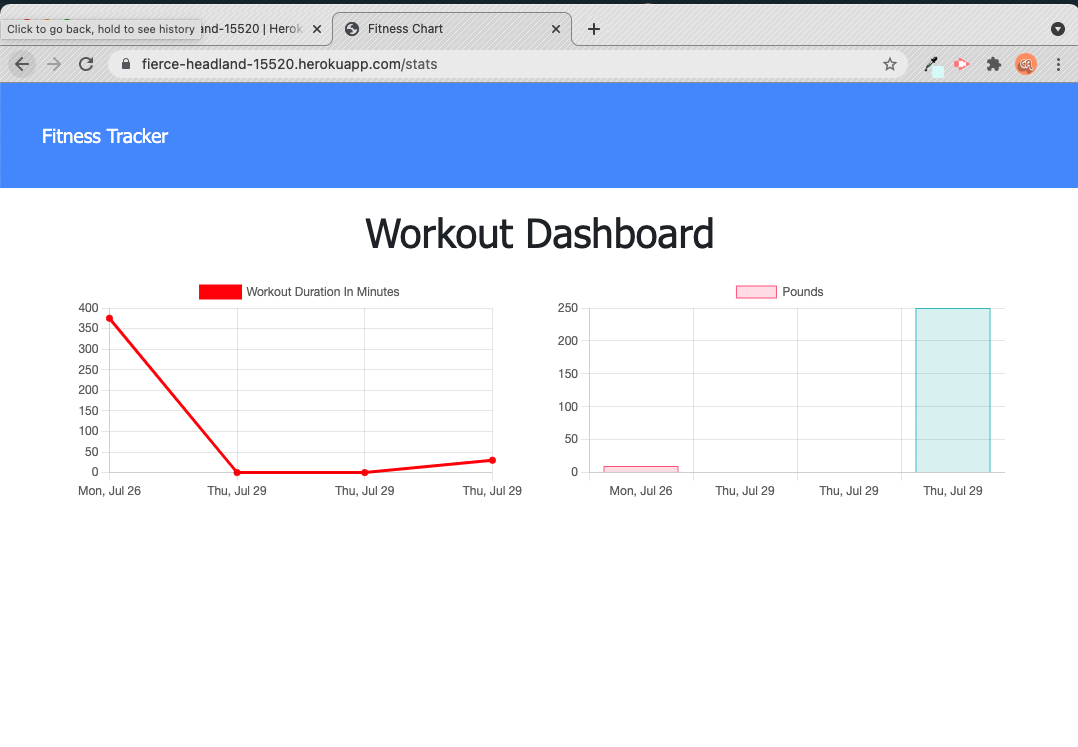 Click to go back, hold to see history
and-15520 | Herok
Fitness Chart
fierce-headland-15520.herokuapp.com/stats
Fitness Tracker
Workout Dashboard
Workout Duration In Minutes
400
350
300
250
200
150
100
50
0
Mon, Jul 26 Thu, Jul 29 Thu, Jul 29 Thu, Jul 29
Pounds
250
200
150
100
50
0
Mon, Jul 26 Thu, Jul 29 Thu, Jul 29 Thu, Jul 29